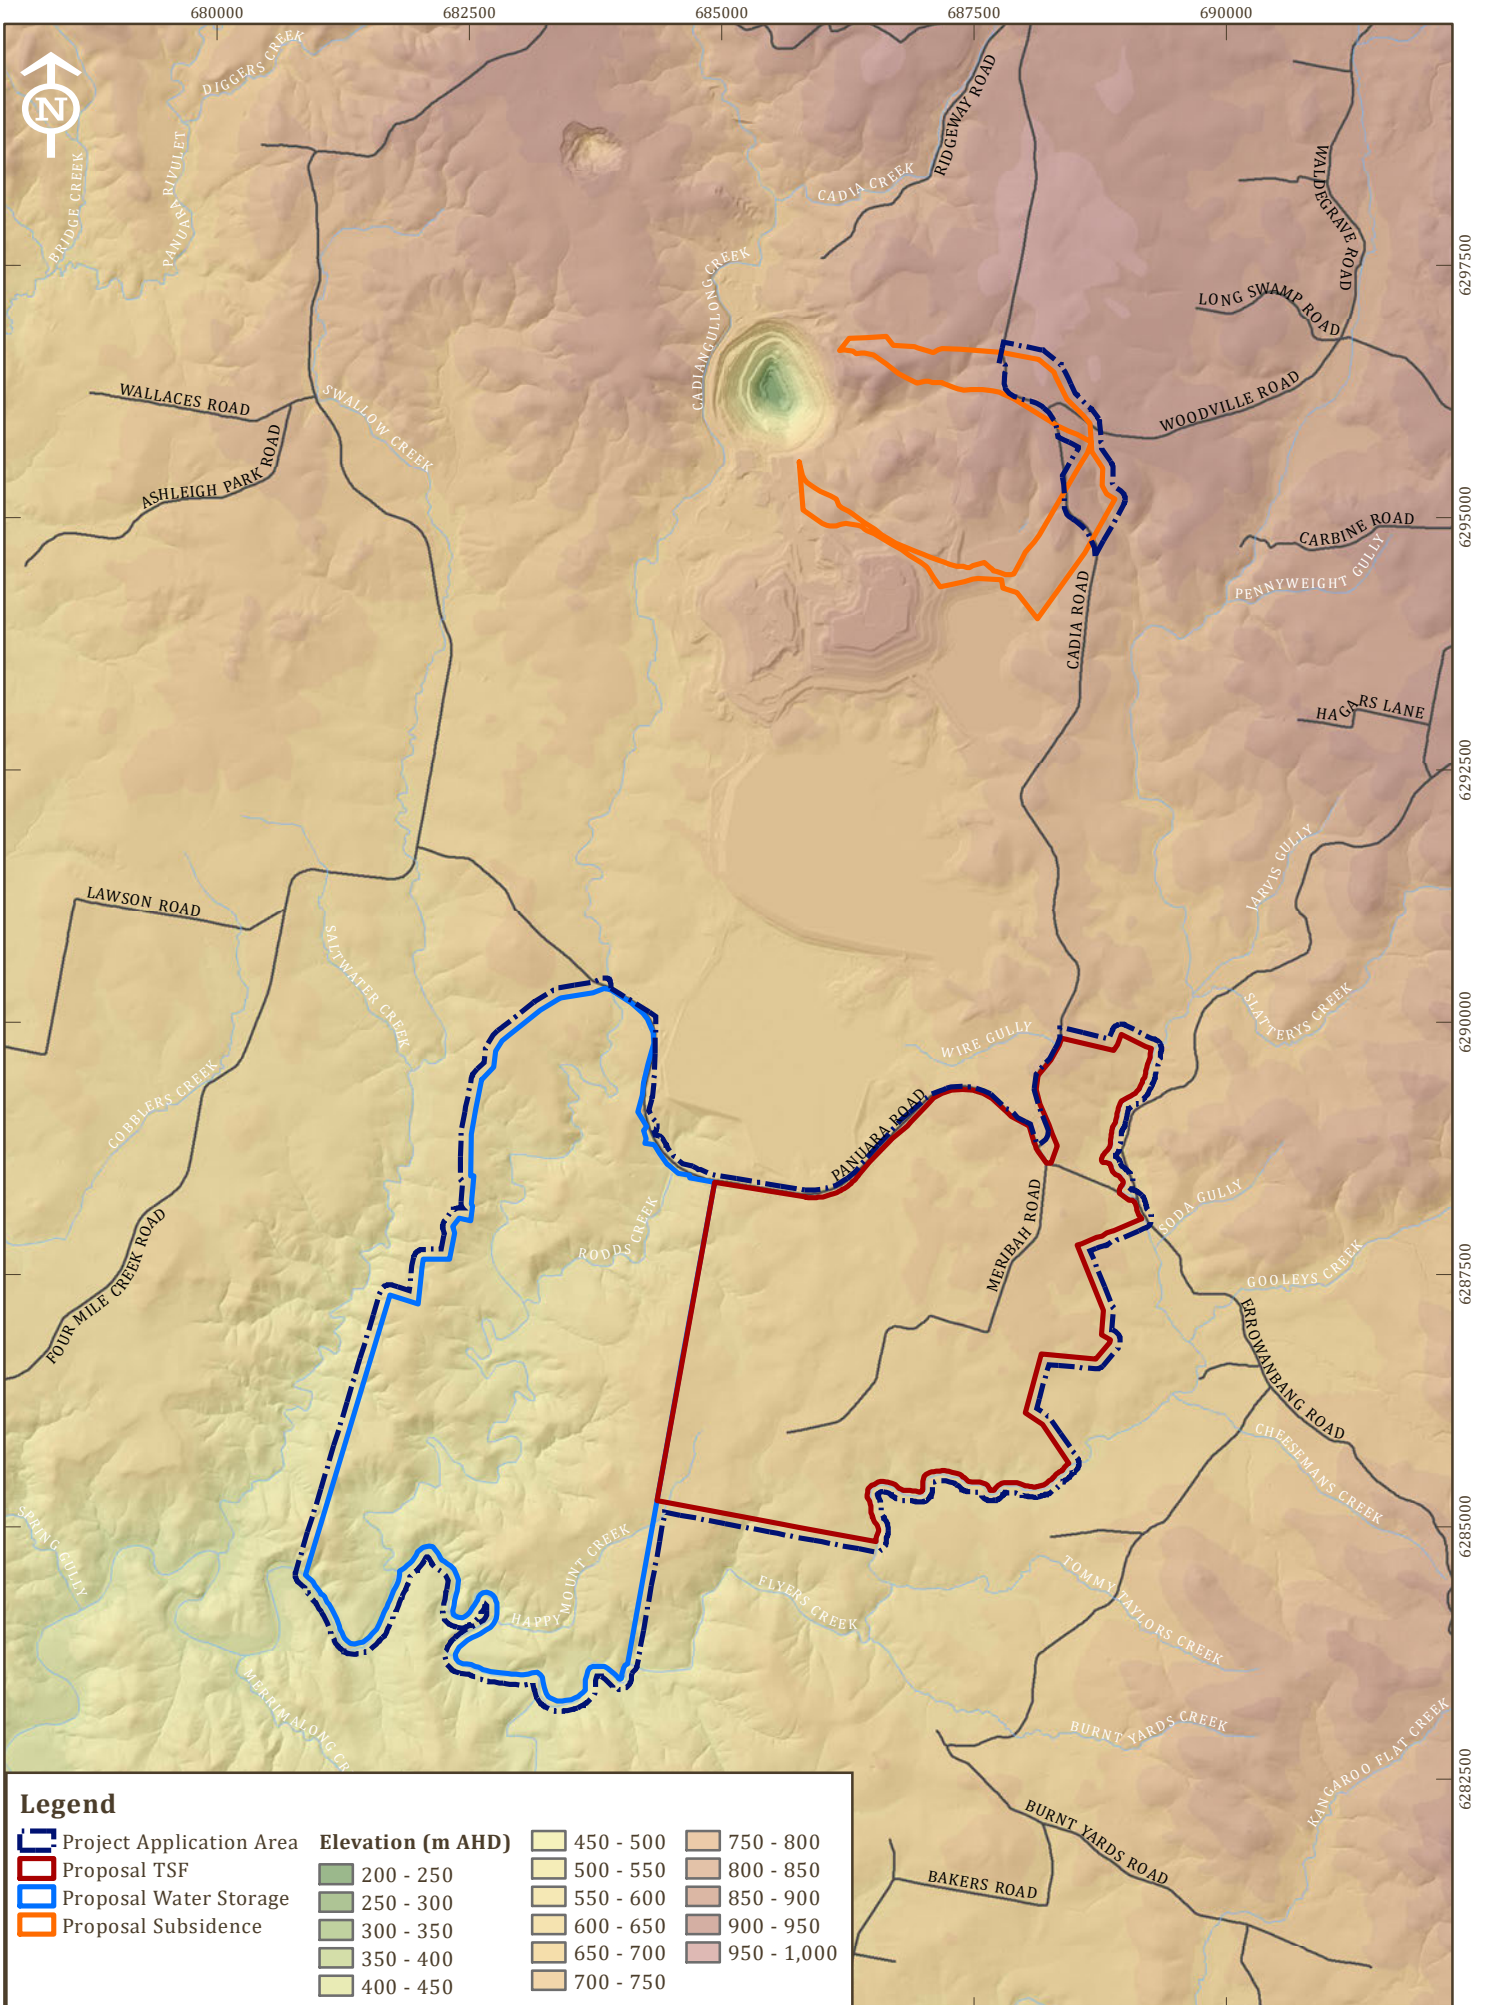 680000
682500
685000
687500
690000
N
DIGGERS CREEK
BRIDGE CREEK
PANUARA RIVULET
RIDGEWAY ROAD
CADIA CREEK
WALDEGRAVE ROAD
6297500
CADIANGULLONG CREEK
LONG SWAMP ROAD
WALLACES ROAD
SWALLOW CREEK
WOODVILLE ROAD
ASHLEIGH PARK ROAD
6295000
CARBINE ROAD
PENNYWEIGHT GULLY
CADIA ROAD
HAGARS LANE
6292500
JARVIS GULLY
LAWSON ROAD
SALTWATER CREEK
SLATTERYS CREEK
6290000
WIRE GULLY
COBBLERS CREEK
PANUARA ROAD
MERIBAH ROAD
SODA GULLY
RODDS CREEK
GOOLEYS CREEK
6287500
FOUR MILE CREEK ROAD
ERROWANBANG ROAD
CHEESEMANS CREEK
6285000
SPRING GULLY
HAPPY MOUNT CREEK
FLYERS CREEK
TOMMY TAYLORS CREEK
MERRIMALONG CR
BURNT YARDS CREEK
KANGAROO FLAT CREEK
6282500
BURNT YARDS ROAD
BAKERS ROAD
Legend
Project Application Area
Proposal TSF
Proposal Water Storage
Proposal Subsidence
Elevation (m AHD)
200 - 250
250 - 300
300 - 350
350 - 400
400 - 450
450 - 500
500 - 550
550 - 600
600 - 650
650 - 700
700 - 750
750 - 800
800 - 850
850 - 900
900 - 950
950 - 1,000